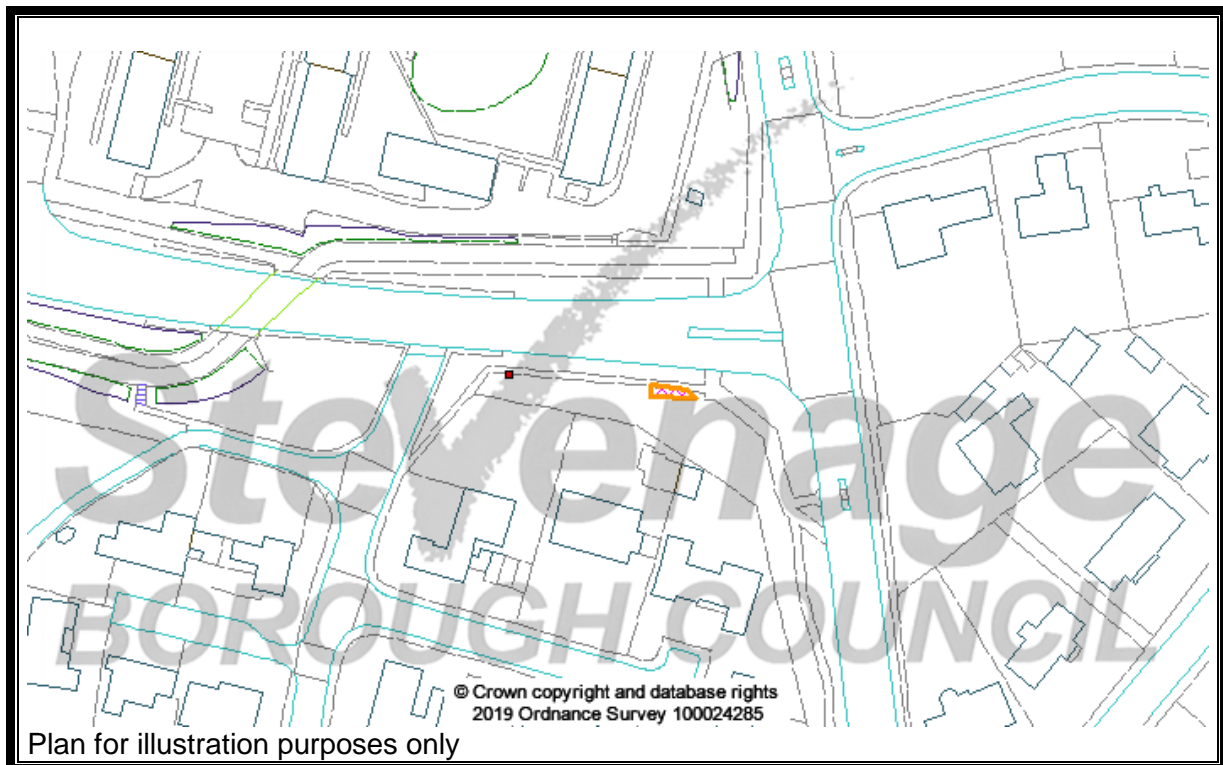 Stevenage
BOROUGH COUNCIL
© Crown copyright and database rights
2019 Ordnance Survey 100024285
Plan for illustration purposes only